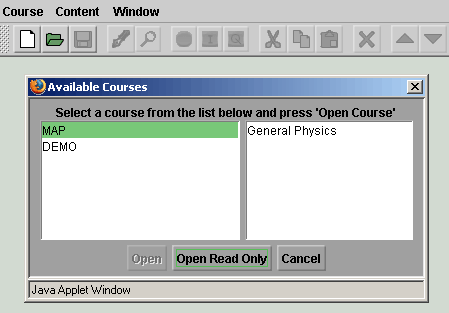 Course Content Window
Available Courses
Select a course from the list below and press 'Open Course'
MAP
DEMO
General Physics
Open Open Read Only Cancel
Java Applet Window